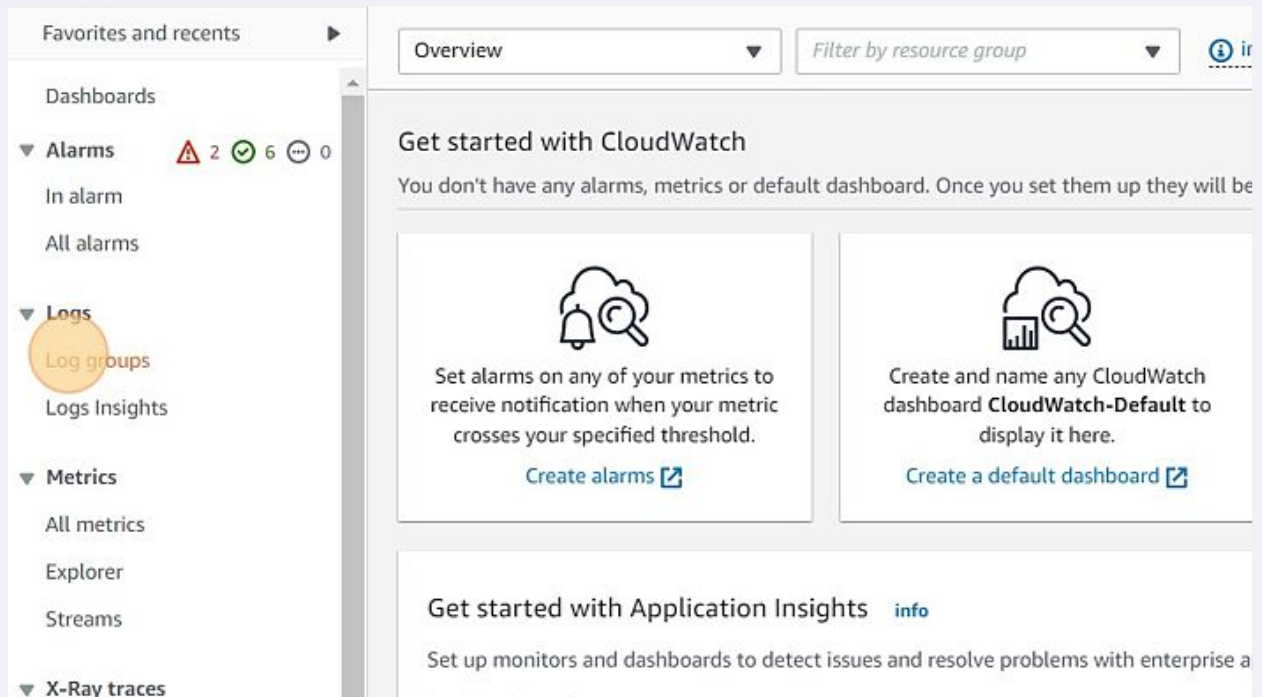 Favorites and recents
Dashboards
Alarms 2 6 0
In alarm
All alarms
Logs
Log groups
Logs Insights
Metrics
All metrics
Explorer
Streams
X-Ray traces
Overview
Filter by resource group
Get started with CloudWatch
You don't have any alarms, metrics or default dashboard. Once you set them up they will be
Set alarms on any of your metrics to
receive notification when your metric
crosses your specified threshold.
Create alarms
Create and name any CloudWatch
dashboard CloudWatch-Default to
display it here.
Create a default dashboard
Get started with Application Insights info
Set up monitors and dashboards to detect issues and resolve problems with enterprise